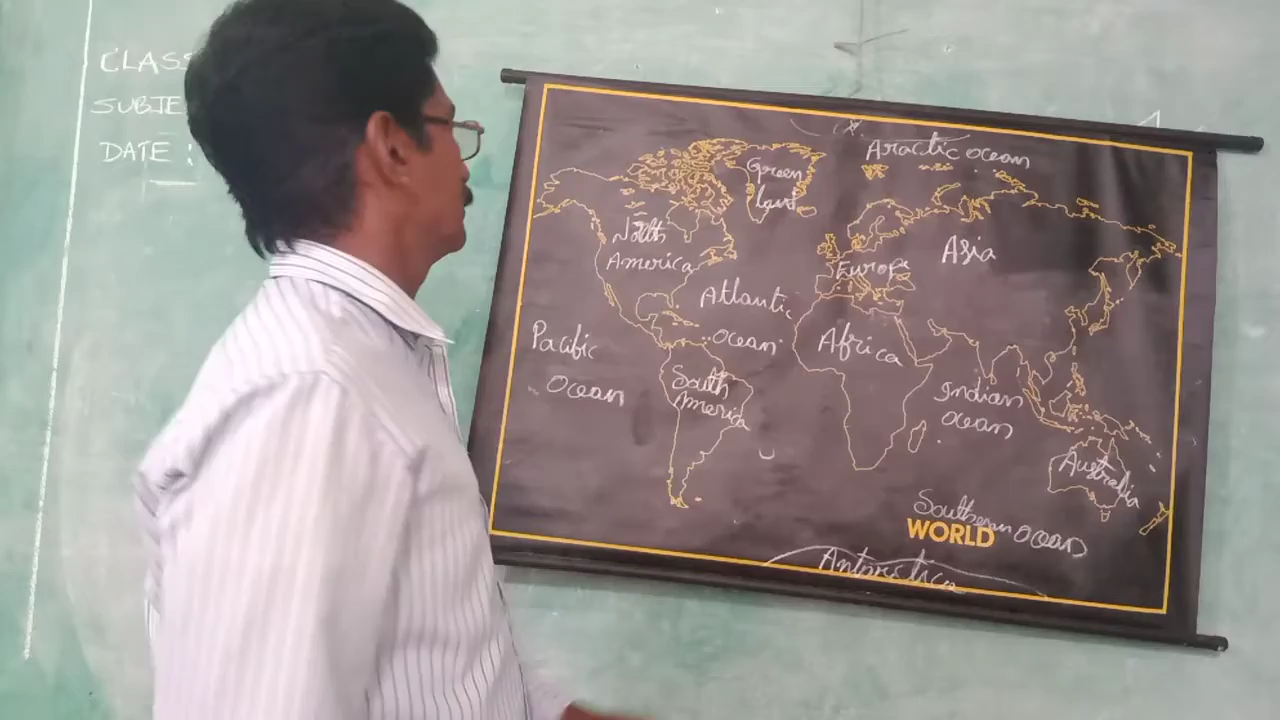 CLASS
SUBJE
DATE :
Aractic ocean
Green
land
North
America
Asia
Europe
Atlantic
ocean
Pacific
Ocean
Africa
South
America
Indian
ocean
Australia
Southern ocean
WORLD
Antarctica